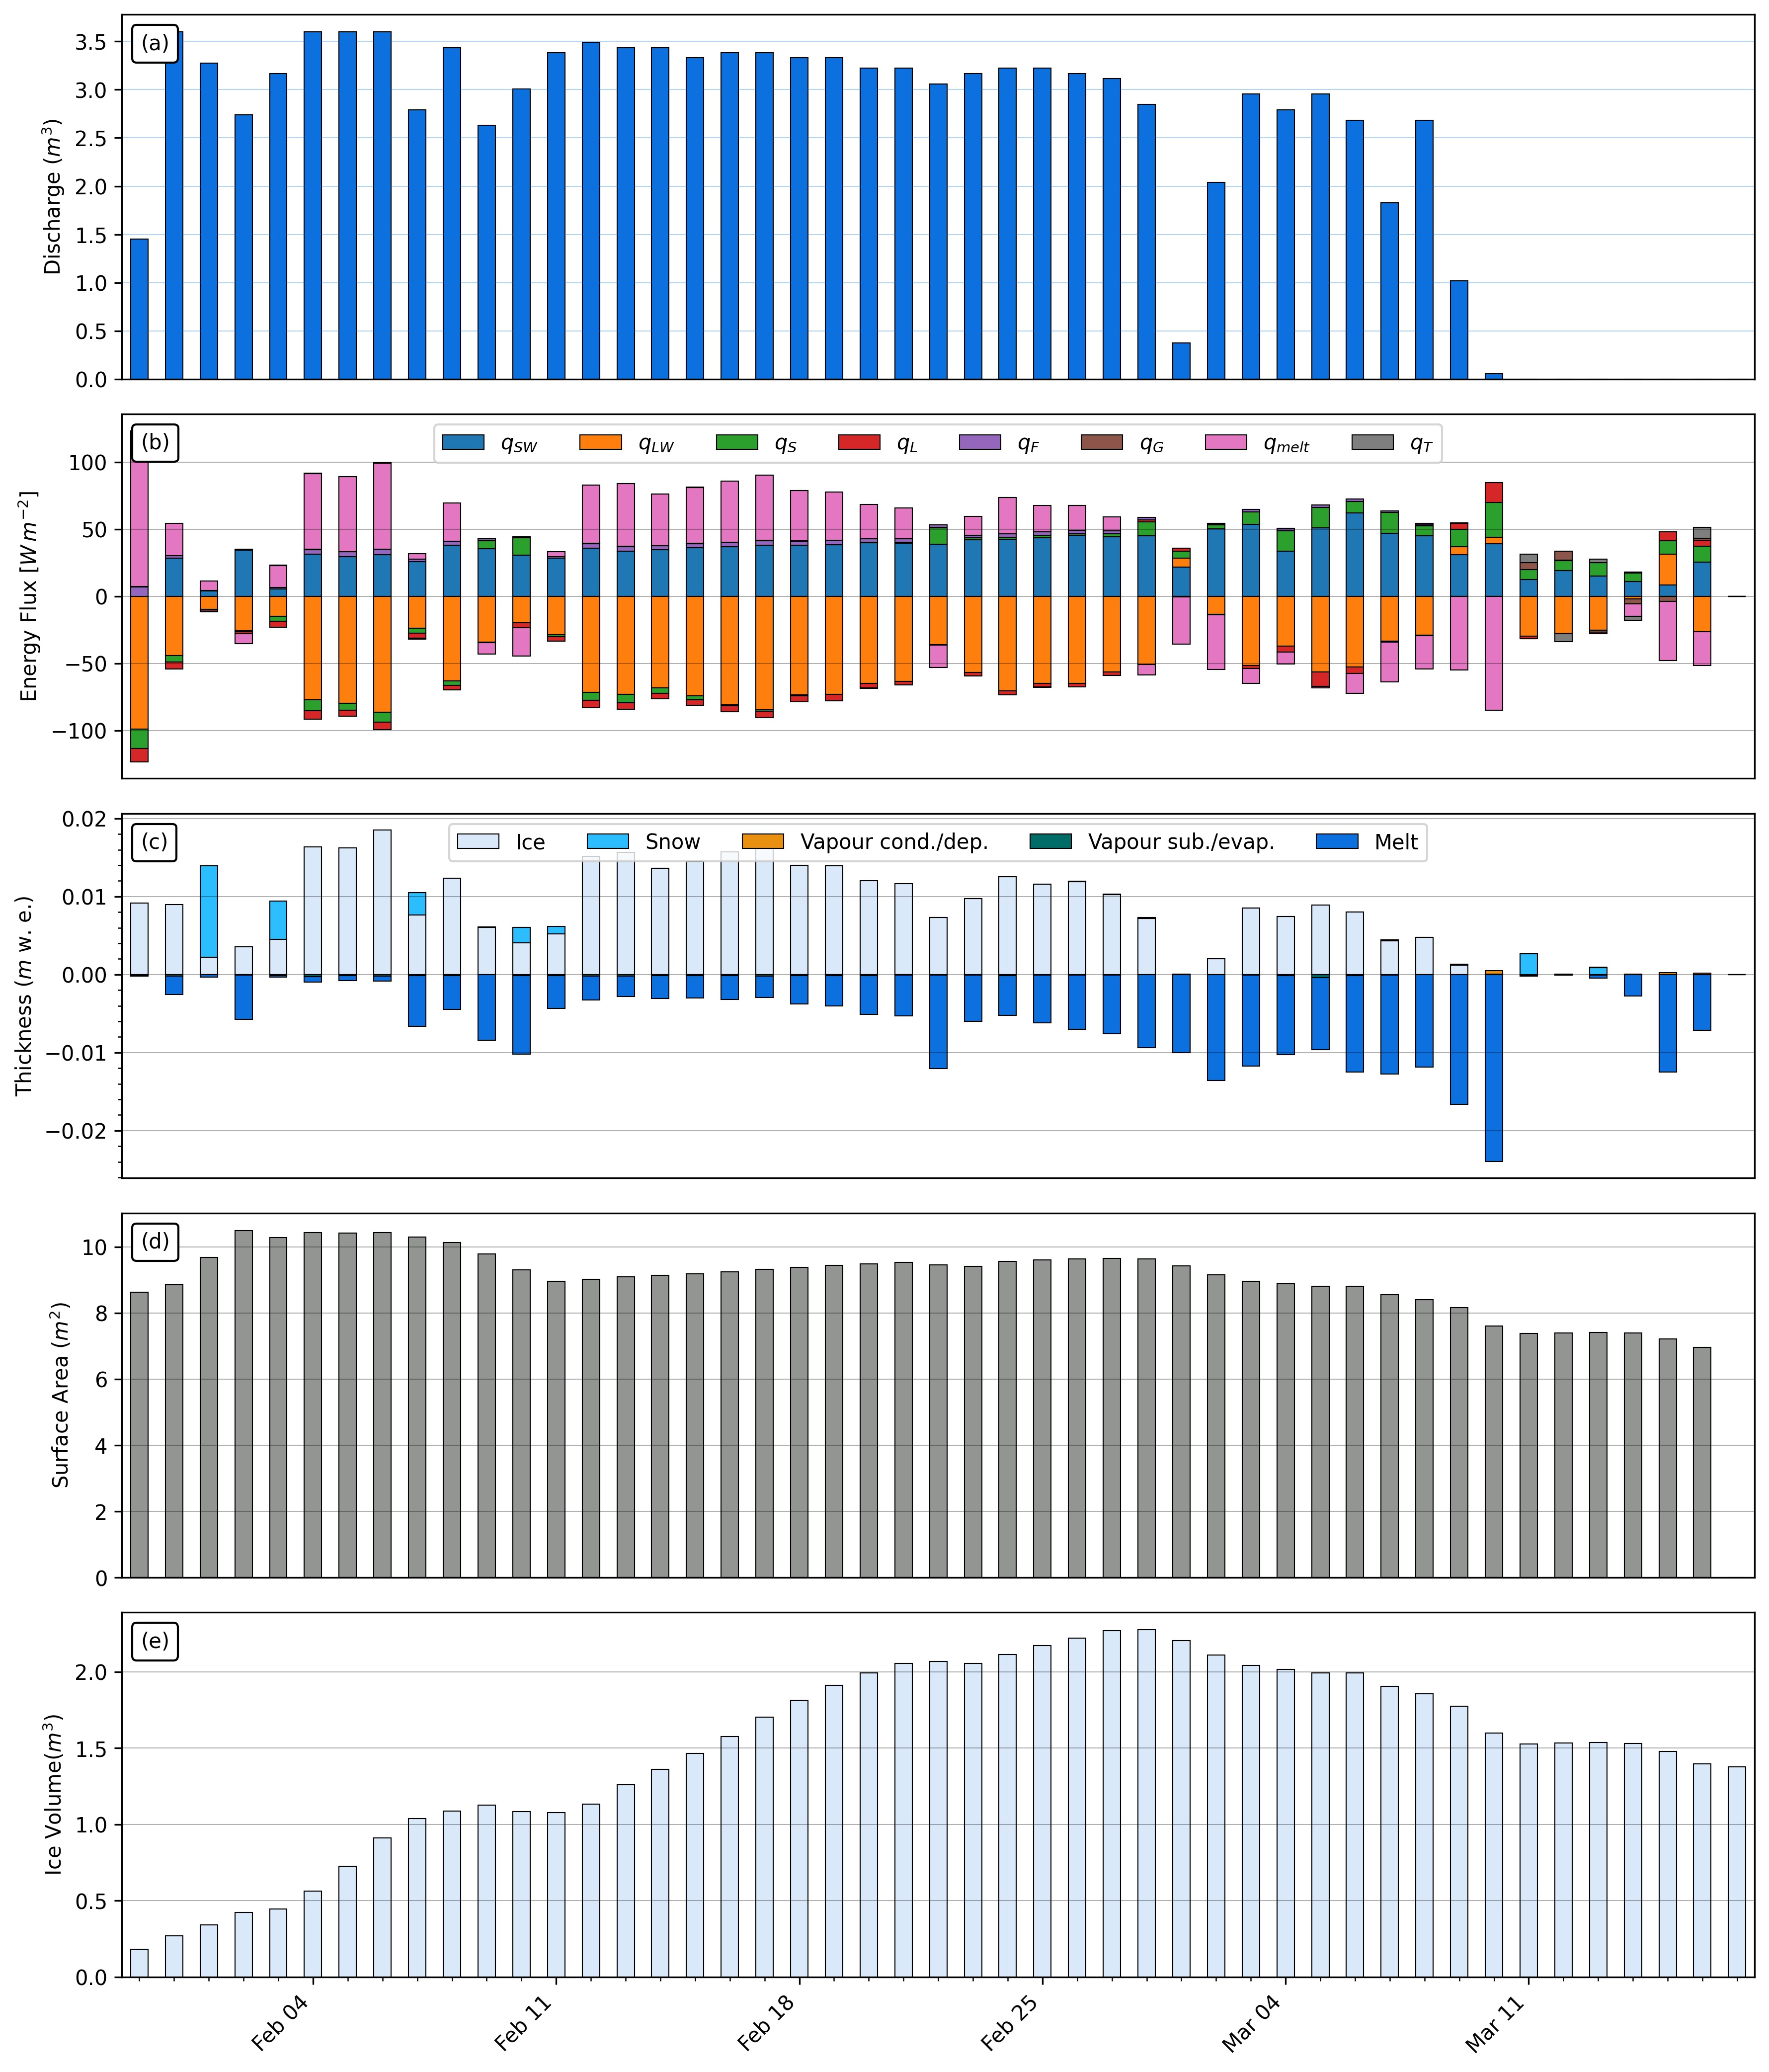 (a)
3.5
3.0
2.5
2.0
1.5
1.0
0.5
0.0
Discharge (m³)
(b)
q_SW q_LW q_S q_L q_F q_G q_melt q_T
100
50
0
−50
−100
Energy Flux [W m⁻²]
(c)
Ice Snow Vapour cond./dep. Vapour sub./evap. Melt
0.02
0.01
0.00
−0.01
−0.02
Thickness (m w. e.)
(d)
10
8
6
4
2
0
Surface Area (m²)
(e)
2.0
1.5
1.0
0.5
0.0
Ice Volume(m³)
Feb 04 Feb 11 Feb 18 Feb 25 Mar 04 Mar 11